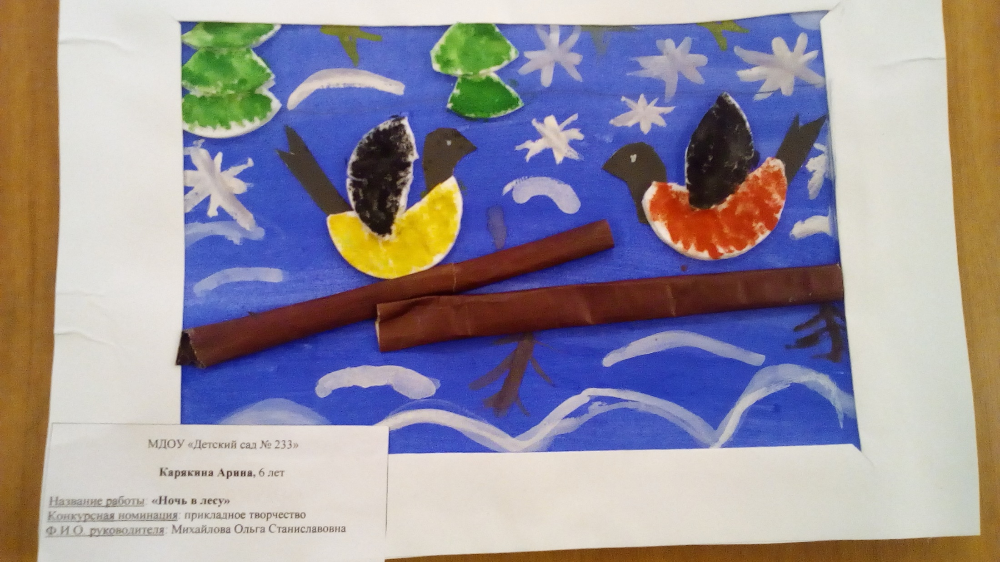 МДОУ «Детский сад № 233»
Карякина Арина, 6 лет
Название работы: «Ночь в лесу»
Конкурсная номинация: прикладное творчество
Ф.И.О. руководителя: Михайлова Ольга Станиславовна